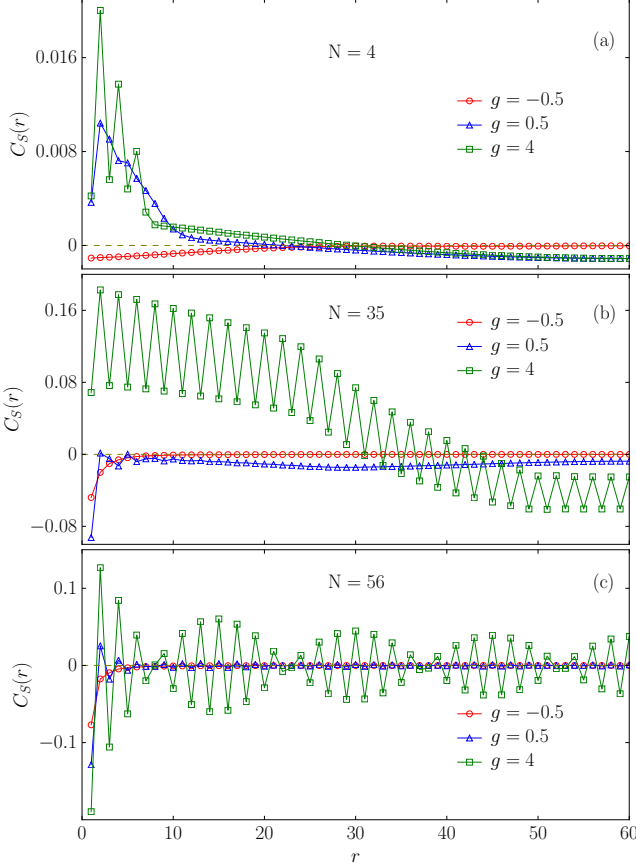 (a)
N = 4
0.016
g = −0.5
g = 0.5
g = 4
0.008
C_S(r)
0
(b)
0.16
N = 35
g = −0.5
g = 0.5
g = 4
0.08
C_S(r)
0
−0.08
(c)
0.1
N = 56
0
C_S(r)
g = −0.5
g = 0.5
g = 4
−0.1
0 10 20 30 40 50 60
r